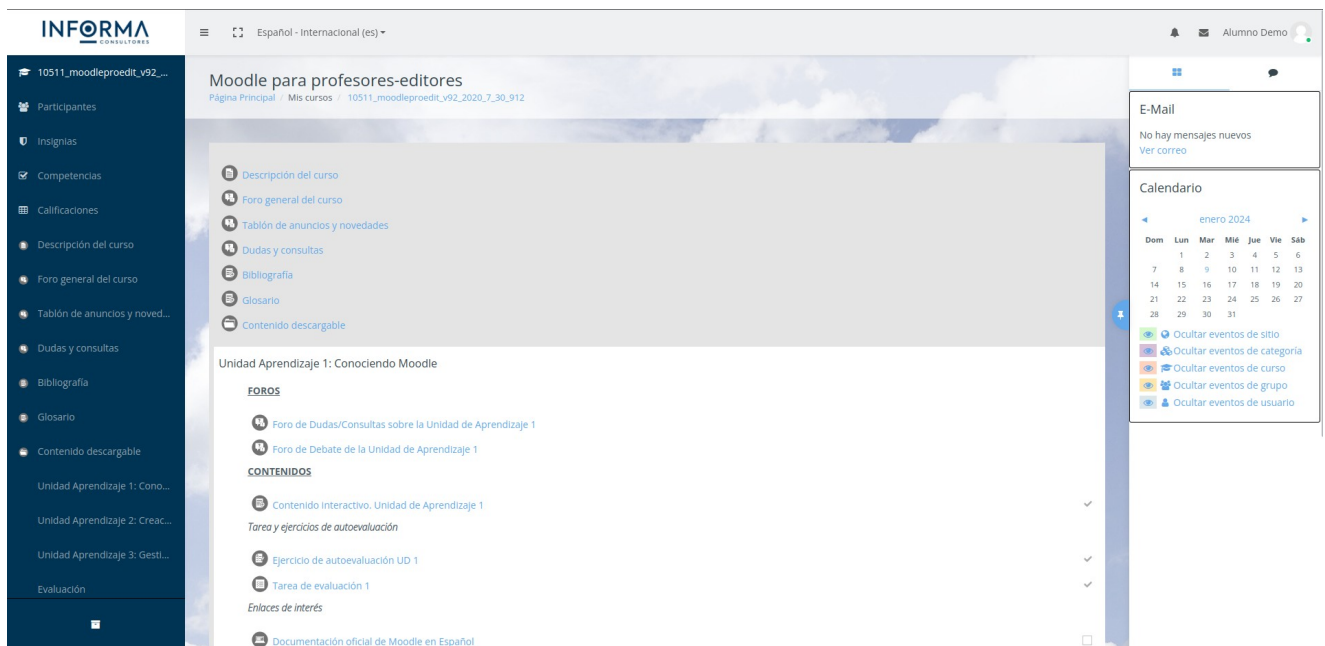 INFORMA
CONSULTORES
Español - Internacional (es)
Alumno Demo
10511_moodleproedit_v92_...
Participantes
Insignias
Competencias
Calificaciones
Descripción del curso
Foro general del curso
Tablón de anuncios y noved...
Dudas y consultas
Bibliografía
Glosario
Contenido descargable
Unidad Aprendizaje 1: Cono...
Unidad Aprendizaje 2: Creac...
Unidad Aprendizaje 3: Gesti...
Evaluación
Moodle para profesores-editores
Página Principal / Mis cursos / 10511_moodleproedit_v92_2020_7_30_912
Descripción del curso
Foro general del curso
Tablón de anuncios y novedades
Dudas y consultas
Bibliografía
Glosario
Contenido descargable
Unidad Aprendizaje 1: Conociendo Moodle
FOROS
Foro de Dudas/Consultas sobre la Unidad de Aprendizaje 1
Foro de Debate de la Unidad de Aprendizaje 1
CONTENIDOS
Contenido interactivo. Unidad de Aprendizaje 1
Tarea y ejercicios de autoevaluación
Ejercicio de autoevaluación UD 1
Tarea de evaluación 1
Enlaces de interés
Documentación oficial de Moodle en Español
E-Mail
No hay mensajes nuevos
Ver correo
Calendario
◄ enero 2024 ►
Dom Lun Mar Mié Jue Vie Sáb
1 2 3 4 5 6
7 8 9 10 11 12 13
14 15 16 17 18 19 20
21 22 23 24 25 26 27
28 29 30 31
Ocultar eventos de sitio
Ocultar eventos de categoría
Ocultar eventos de curso
Ocultar eventos de grupo
Ocultar eventos de usuario